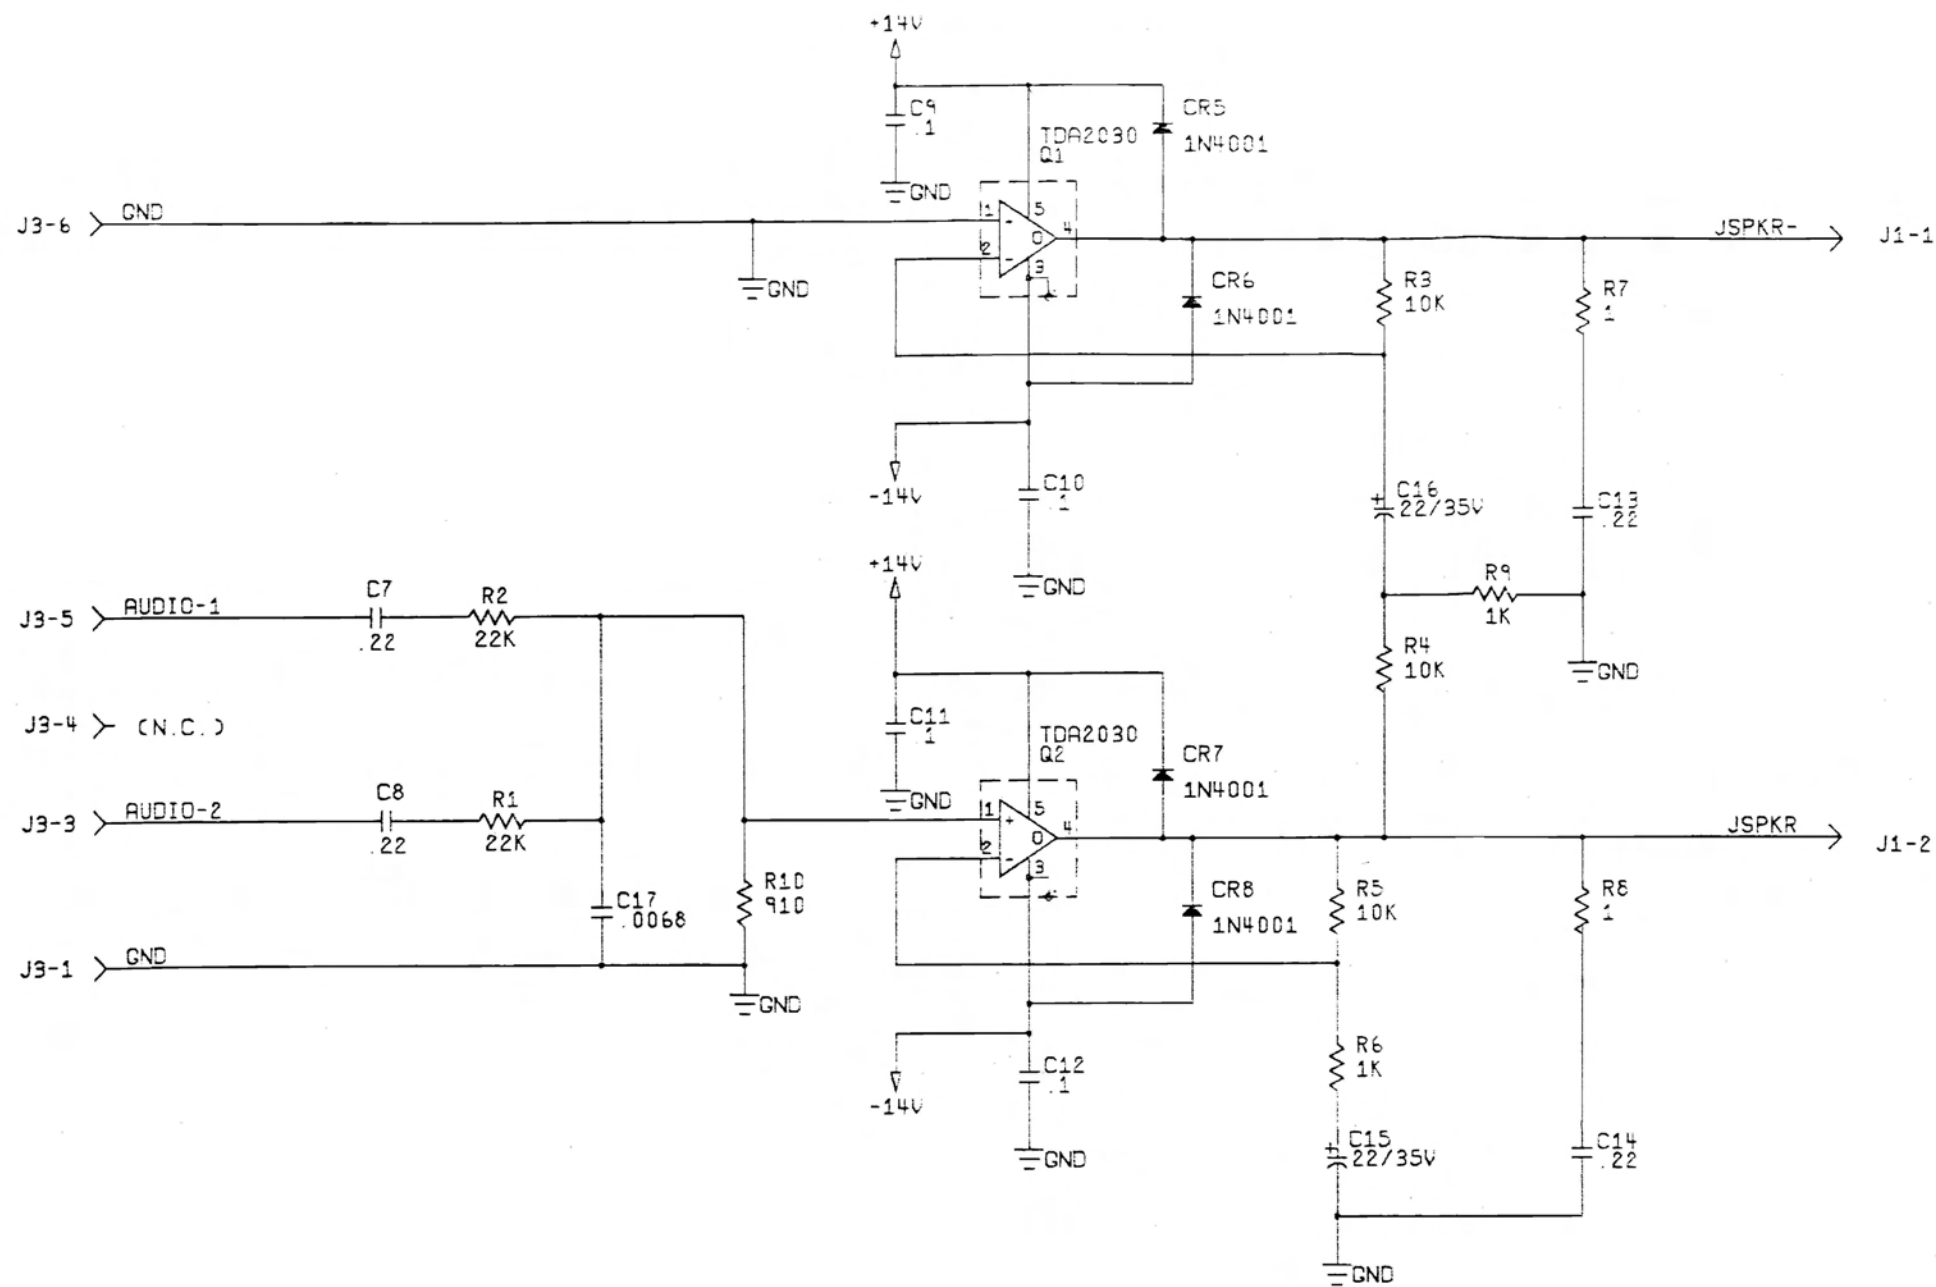 +14V
C9
.1
GND
TDA2030
Q1
CR5
1N4001
J3-6
GND
GND
1
-
2
-
5
0
4
3
CR6
1N4001
JSPKR-
J1-1
R3
10K
R7
1
-14V
C10
.1
GND
+
C16
22/35V
C13
.22
R9
1K
R4
10K
GND
+14V
J3-5
AUDIO-1
C7
.22
R2
22K
J3-4
(N.C.)
C11
.1
GND
TDA2030
Q2
CR7
1N4001
J3-3
AUDIO-2
C8
.22
R1
22K
1
+
2
-
5
0
4
3
JSPKR
J1-2
C17
.0068
R10
910
CR8
1N4001
R5
10K
R8
1
J3-1
GND
GND
-14V
C12
.1
GND
R6
1K
+
C15
22/35V
C14
.22
GND